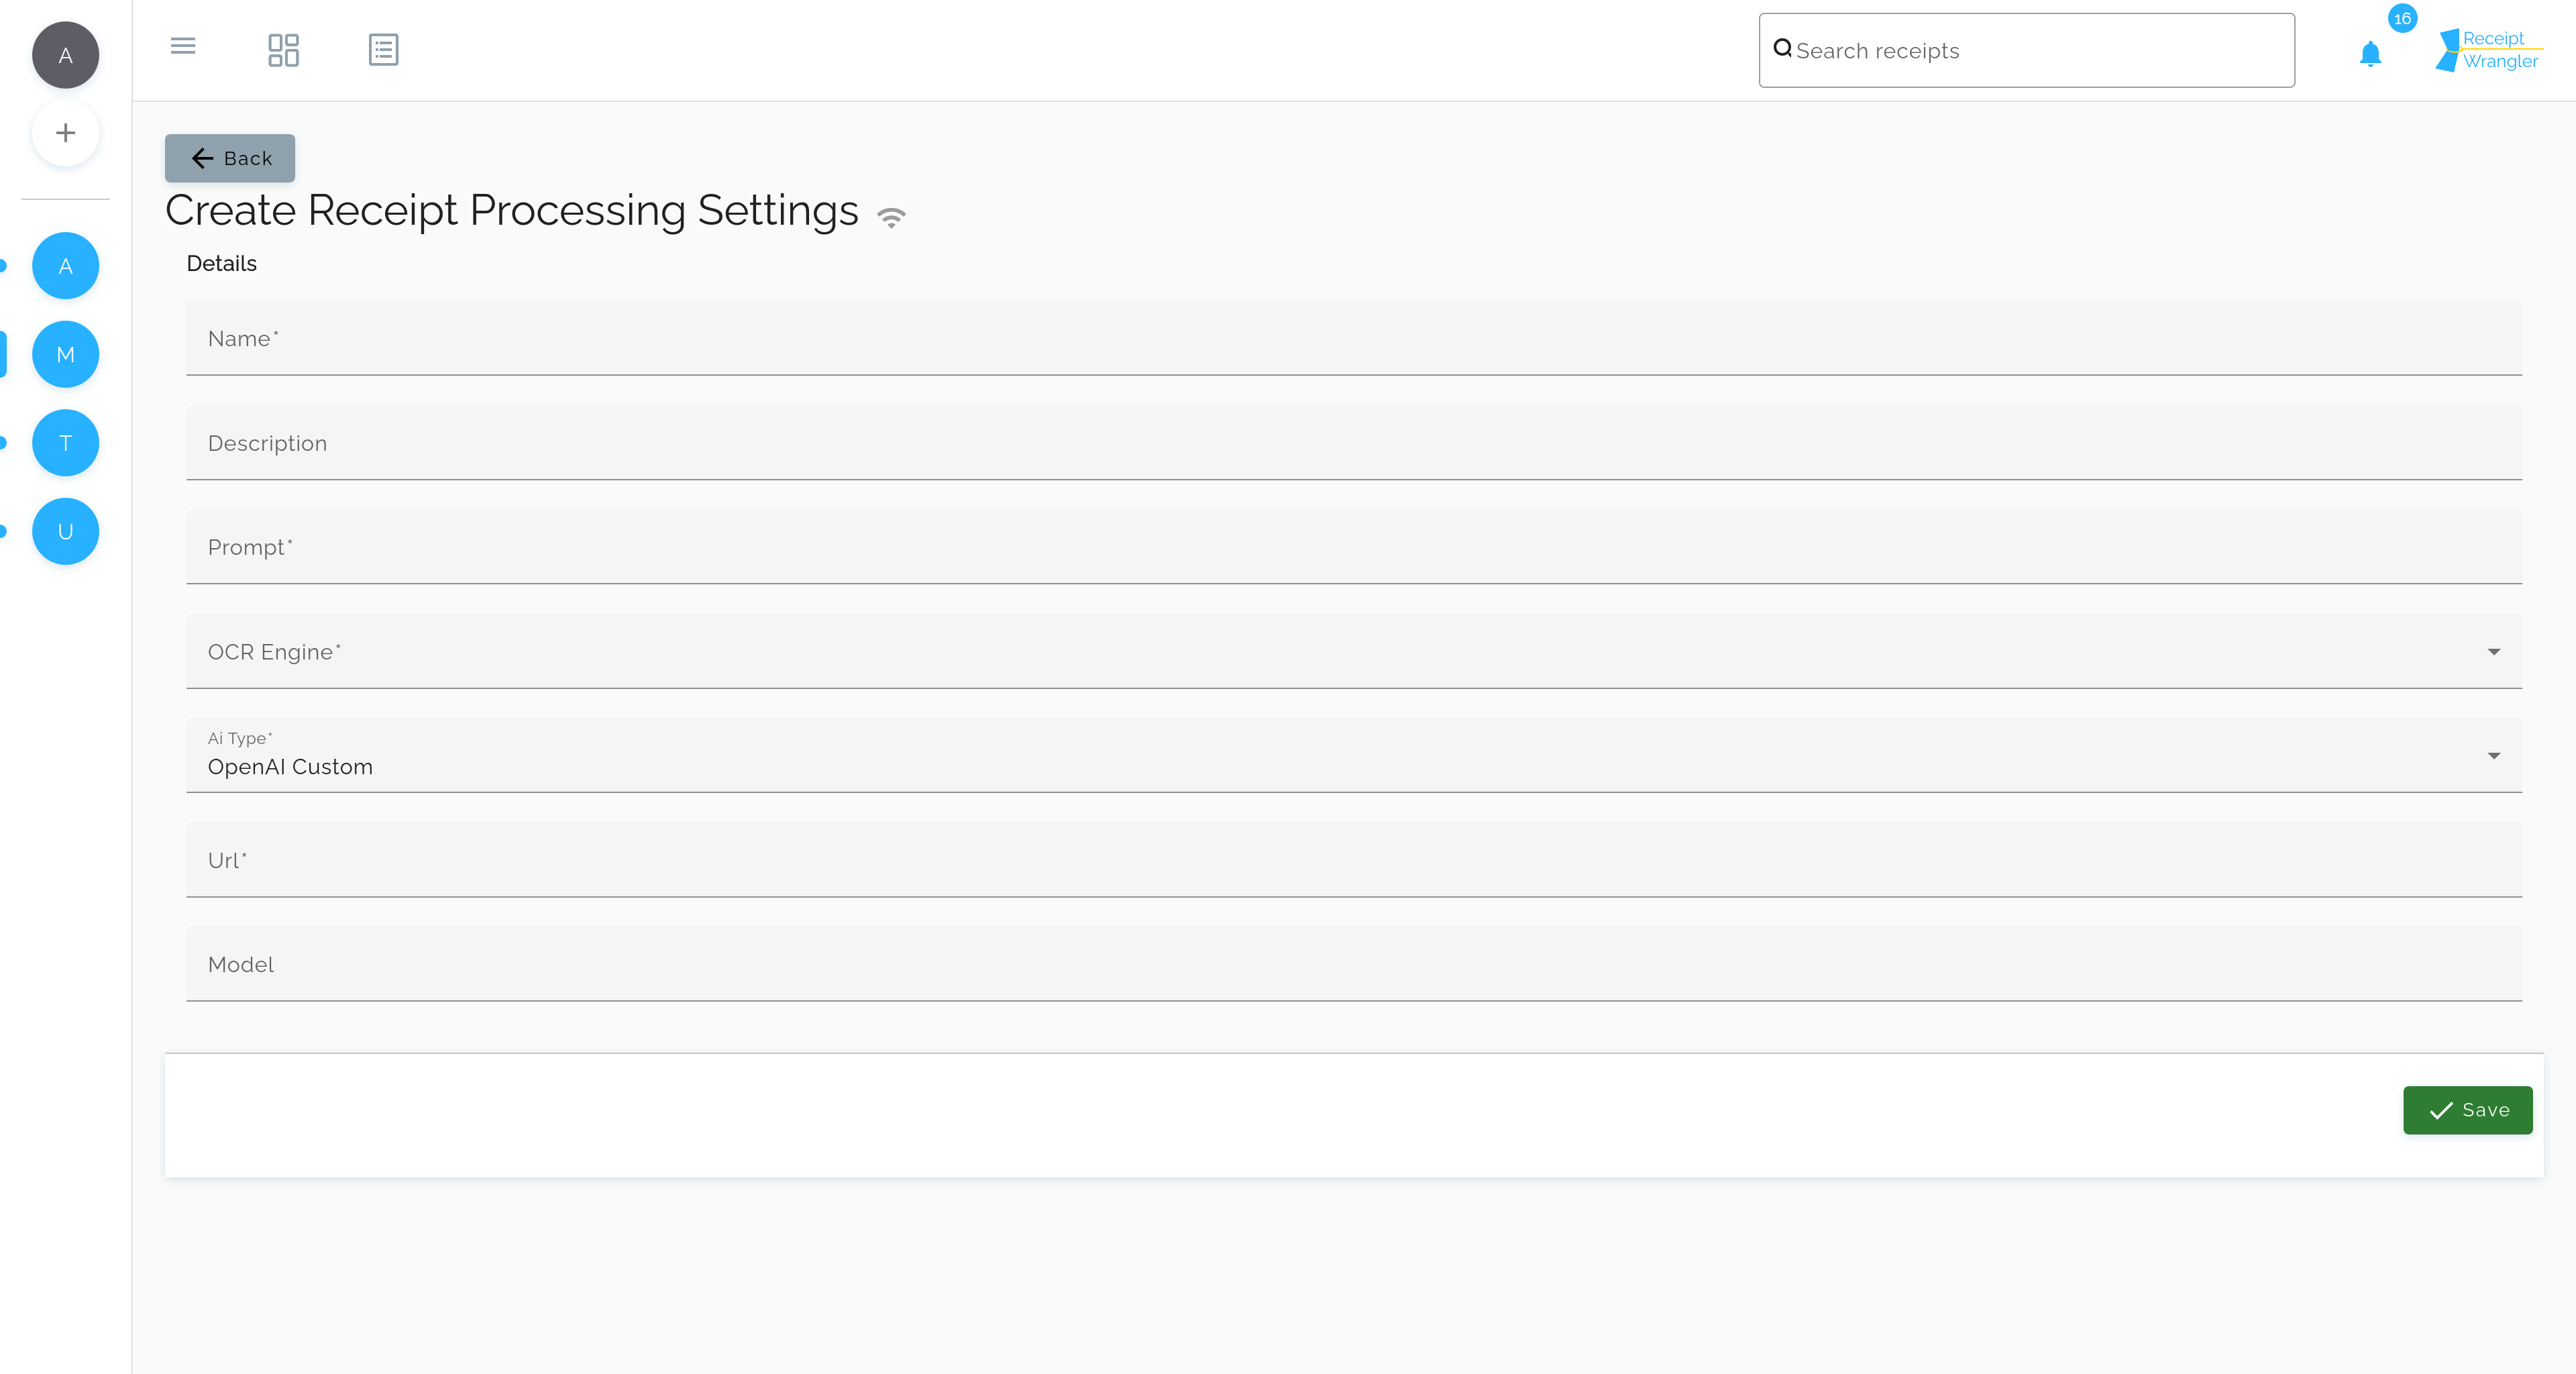 A
Search receipts
16
Receipt
Wrangler
Back
Create Receipt Processing Settings
Details
A
M
T
U
Name*
Description
Prompt*
OCR Engine*
Ai Type*
OpenAI Custom
Url*
Model
Save